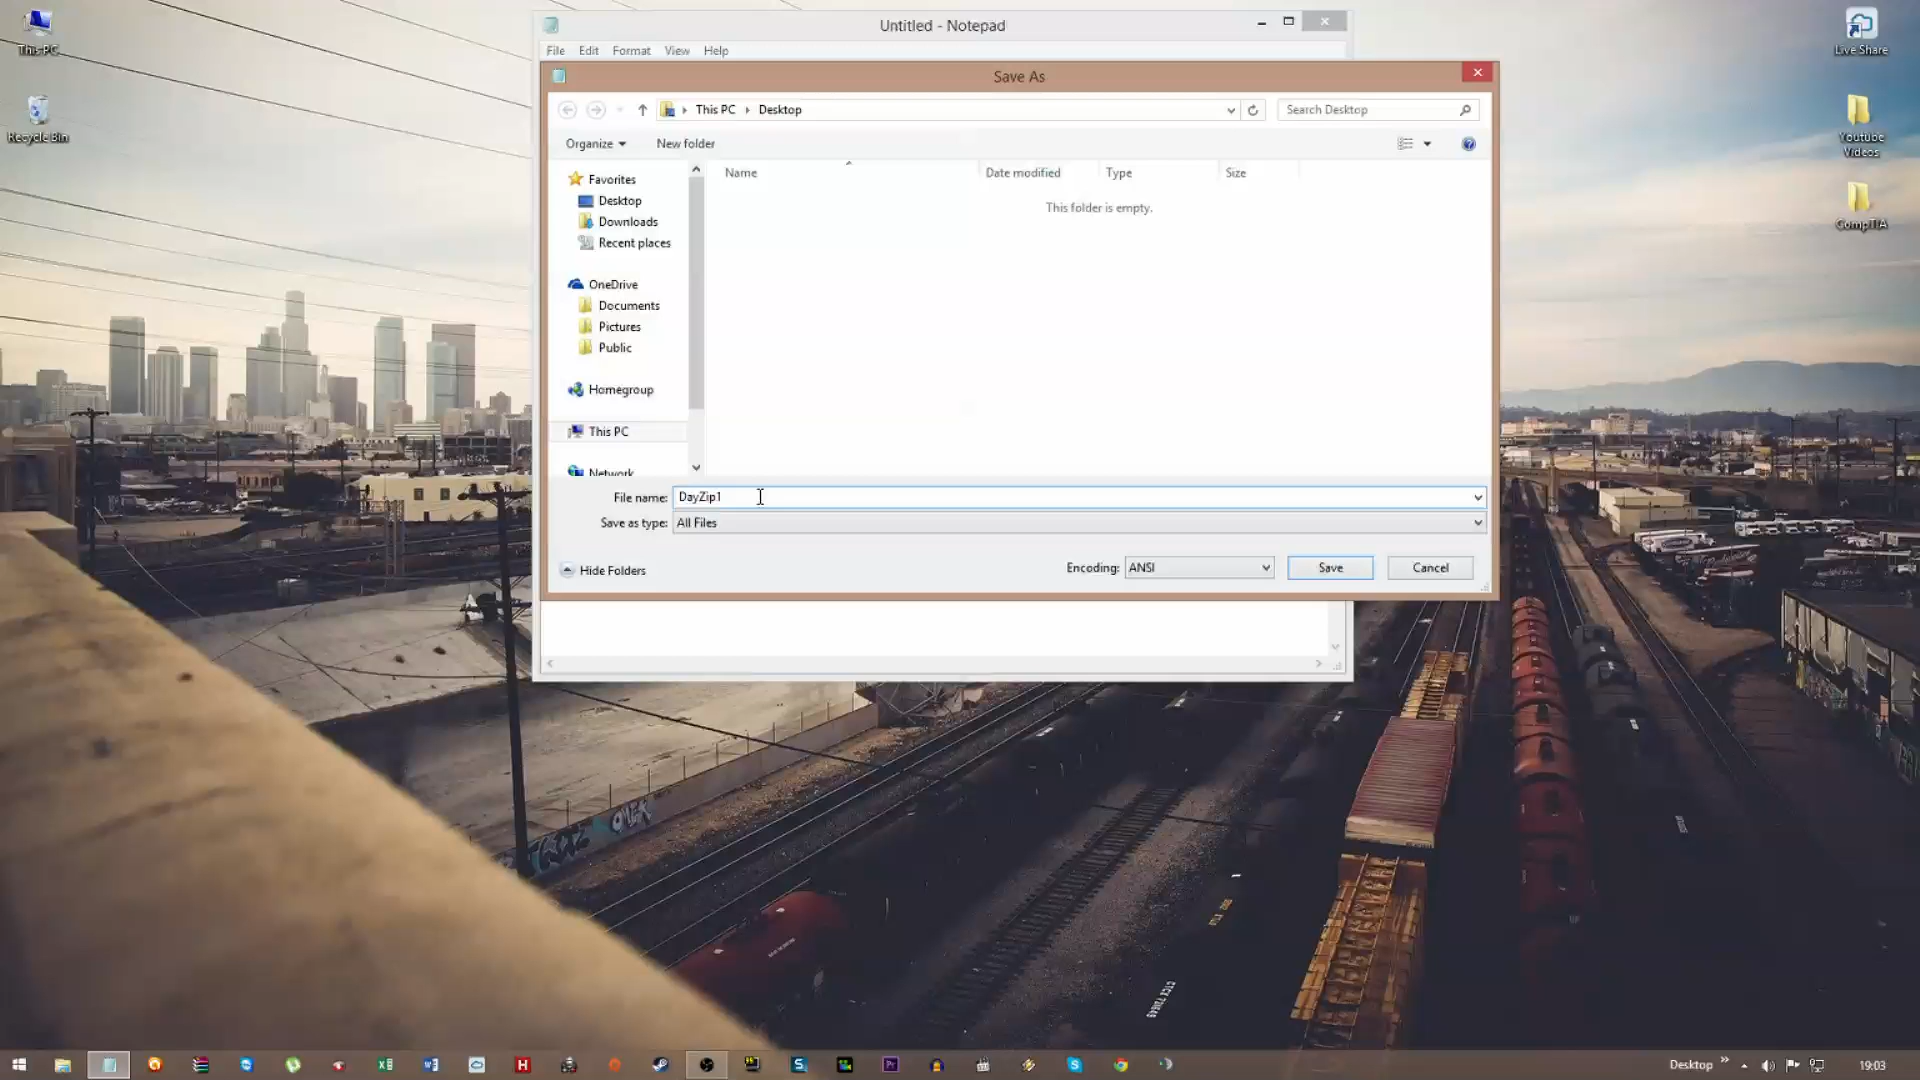 This PC
Recycle Bin
Live Share
Youtube
Videos
CompTIA
Untitled - Notepad
File Edit Format View Help
Save As
This PC Desktop
Search Desktop
Organize New folder
Name Date modified Type Size
This folder is empty.
Favorites
Desktop
Downloads
Recent places
OneDrive
Documents
Pictures
Public
Homegroup
This PC
Network
File name: DayZip1
Save as type: All Files
Hide Folders
Encoding: ANSI Save Cancel
Desktop 19:03